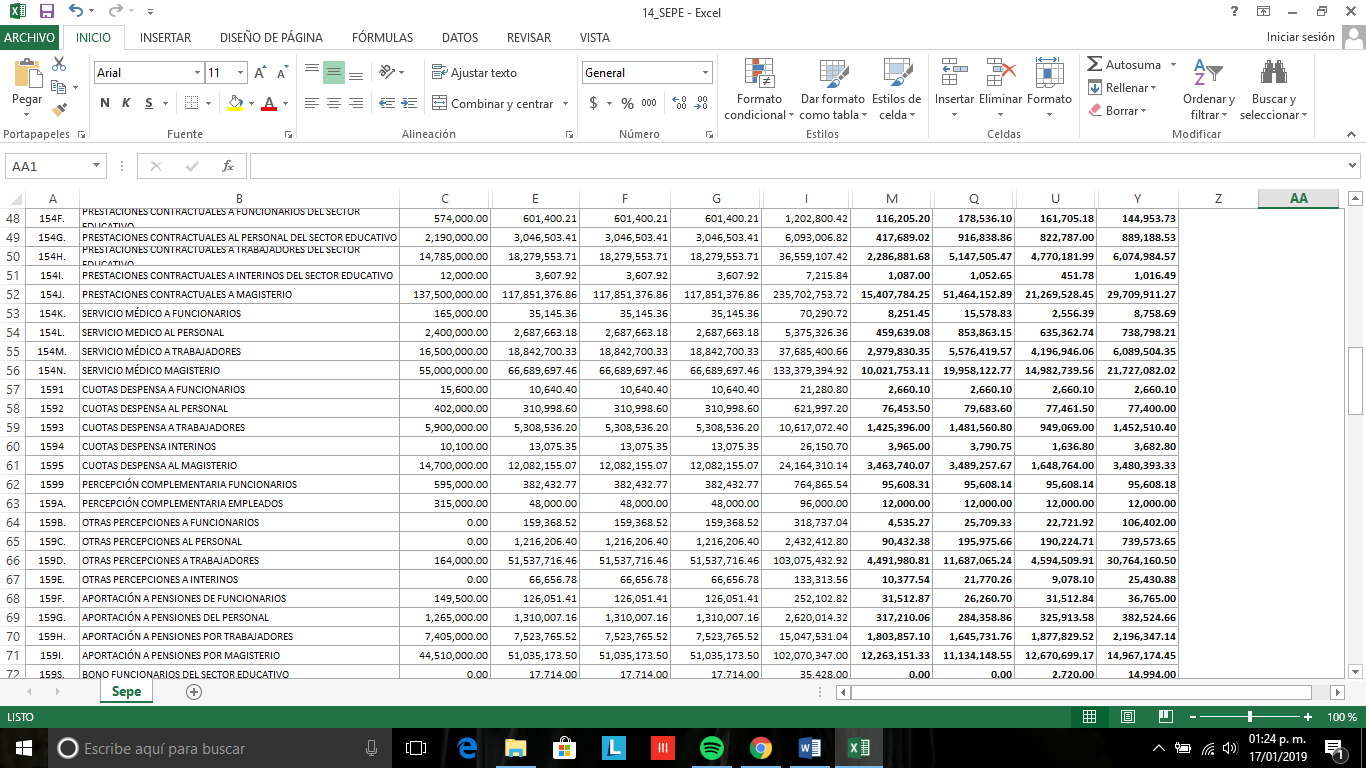 14_SEPE - Excel
ARCHIVO INICIO INSERTAR DISEÑO DE PÁGINA FÓRMULAS DATOS REVISAR VISTA Iniciar sesión
Arial 11 Ajustar texto General Autosuma
Pegar Combinar y centrar Formato condicional Dar formato como tabla Estilos de celda Insertar Eliminar Formato Rellenar Borrar Ordenar y filtrar Buscar y seleccionar
N K S $ % 000
Portapapeles Fuente Alineación Número Estilos Celdas Modificar
AA1 fx
A B C E F G I M Q U Y Z AA
48 154F. PRESTACIONES CONTRACTUALES A FUNCIONARIOS DEL SECTOR EDUCATIVO 574,000.00 601,400.21 601,400.21 601,400.21 1,202,800.42 116,205.20 178,536.10 161,705.18 144,953.73
49 154G. PRESTACIONES CONTRACTUALES AL PERSONAL DEL SECTOR EDUCATIVO 2,190,000.00 3,046,503.41 3,046,503.41 3,046,503.41 6,093,006.82 417,689.02 916,838.86 822,787.00 889,188.53
50 154H. PRESTACIONES CONTRACTUALES A TRABAJADORES DEL SECTOR EDUCATIVO 14,785,000.00 18,279,553.71 18,279,553.71 18,279,553.71 36,559,107.42 2,286,881.68 5,147,505.47 4,770,181.99 6,074,984.57
51 154I. PRESTACIONES CONTRACTUALES A INTERINOS DEL SECTOR EDUCATIVO 12,000.00 3,607.92 3,607.92 3,607.92 7,215.84 1,087.00 1,052.65 451.78 1,016.49
52 154J. PRESTACIONES CONTRACTUALES A MAGISTERIO 137,500,000.00 117,851,376.86 117,851,376.86 117,851,376.86 235,702,753.72 15,407,784.25 51,464,152.89 21,269,528.45 29,709,911.27
53 154K. SERVICIO MÉDICO A FUNCIONARIOS 165,000.00 35,145.36 35,145.36 35,145.36 70,290.72 8,251.45 15,578.83 2,556.39 8,758.69
54 154L. SERVICIO MEDICO AL PERSONAL 2,400,000.00 2,687,663.18 2,687,663.18 2,687,663.18 5,375,326.36 459,639.08 853,863.15 635,362.74 738,798.21
55 154M. SERVICIO MÉDICO A TRABAJADORES 16,500,000.00 18,842,700.33 18,842,700.33 18,842,700.33 37,685,400.66 2,979,830.35 5,576,419.57 4,196,946.06 6,089,504.35
56 154N. SERVICIO MÉDICO MAGISTERIO 55,000,000.00 66,689,697.46 66,689,697.46 66,689,697.46 133,379,394.92 10,021,753.11 19,958,122.77 14,982,739.56 21,727,082.02
57 1591 CUOTAS DESPENSA A FUNCIONARIOS 15,600.00 10,640.40 10,640.40 10,640.40 21,280.80 2,660.10 2,660.10 2,660.10 2,660.10
58 1592 CUOTAS DESPENSA AL PERSONAL 402,000.00 310,998.60 310,998.60 310,998.60 621,997.20 76,453.50 79,683.60 77,461.50 77,400.00
59 1593 CUOTAS DESPENSA A TRABAJADORES 5,900,000.00 5,308,536.20 5,308,536.20 5,308,536.20 10,617,072.40 1,425,396.00 1,481,560.80 949,069.00 1,452,510.40
60 1594 CUOTAS DESPENSA INTERINOS 10,100.00 13,075.35 13,075.35 13,075.35 26,150.70 3,965.00 3,790.75 1,636.80 3,682.80
61 1595 CUOTAS DESPENSA AL MAGISTERIO 14,700,000.00 12,082,155.07 12,082,155.07 12,082,155.07 24,164,310.14 3,463,740.07 3,489,257.67 1,648,764.00 3,480,393.33
62 1599 PERCEPCIÓN COMPLEMENTARIA FUNCIONARIOS 595,000.00 382,432.77 382,432.77 382,432.77 764,865.54 95,608.31 95,608.14 95,608.14 95,608.18
63 159A. PERCEPCIÓN COMPLEMENTARIA EMPLEADOS 315,000.00 48,000.00 48,000.00 48,000.00 96,000.00 12,000.00 12,000.00 12,000.00 12,000.00
64 159B. OTRAS PERCEPCIONES A FUNCIONARIOS 0.00 159,368.52 159,368.52 159,368.52 318,737.04 4,535.27 25,709.33 22,721.92 106,402.00
65 159C. OTRAS PERCEPCIONES AL PERSONAL 0.00 1,216,206.40 1,216,206.40 1,216,206.40 2,432,412.80 90,432.38 195,975.66 190,224.71 739,573.65
66 159D. OTRAS PERCEPCIONES A TRABAJADORES 164,000.00 51,537,716.46 51,537,716.46 51,537,716.46 103,075,432.92 4,491,980.81 11,687,065.24 4,594,509.91 30,764,160.50
67 159E. OTRAS PERCEPCIONES A INTERINOS 0.00 66,656.78 66,656.78 66,656.78 133,313.56 10,377.54 21,770.26 9,078.10 25,430.88
68 159F. APORTACIÓN A PENSIONES DE FUNCIONARIOS 149,500.00 126,051.41 126,051.41 126,051.41 252,102.82 31,512.87 26,260.70 31,512.84 36,765.00
69 159G. APORTACIÓN A PENSIONES DEL PERSONAL 1,265,000.00 1,310,007.16 1,310,007.16 1,310,007.16 2,620,014.32 317,210.06 284,358.86 325,913.58 382,524.66
70 159H. APORTACIÓN A PENSIONES POR TRABAJADORES 7,405,000.00 7,523,765.52 7,523,765.52 7,523,765.52 15,047,531.04 1,803,857.10 1,645,731.76 1,877,829.52 2,196,347.14
71 159I. APORTACIÓN A PENSIONES POR MAGISTERIO 44,510,000.00 51,035,173.50 51,035,173.50 51,035,173.50 102,070,347.00 12,263,151.33 11,134,148.55 12,670,699.17 14,967,174.45
72 159S. BONO FUNCIONARIOS DEL SECTOR EDUCATIVO 0.00 17,714.00 17,714.00 17,714.00 35,428.00 0.00 0.00 2,720.00 14,994.00
Sepe
LISTO 100 %
Escribe aquí para buscar
01:24 p. m.
17/01/2019